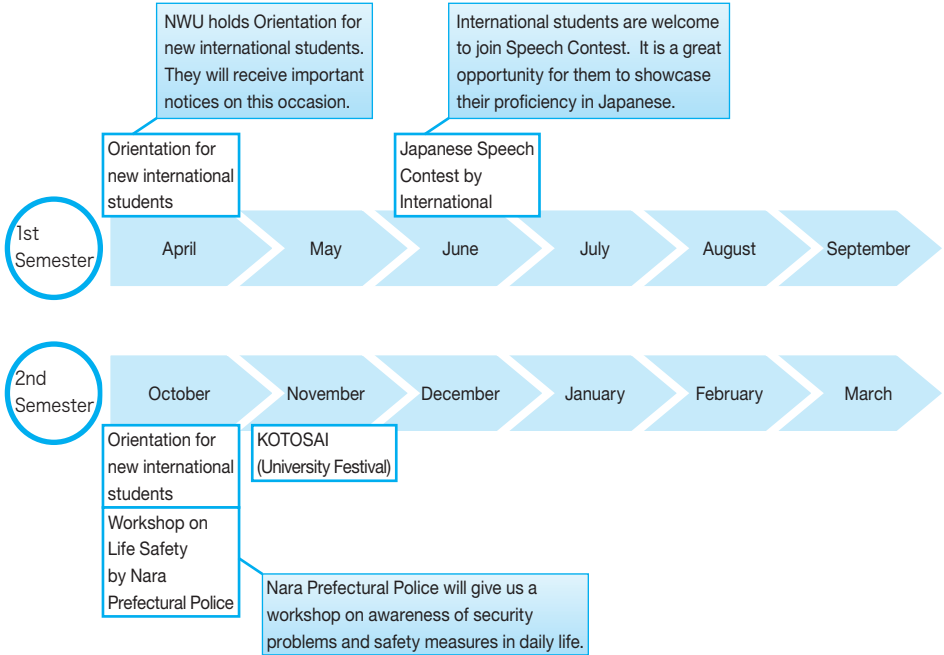 NWU holds Orientation for
new international students.
They will receive important
notices on this occasion.
International students are welcome
to join Speech Contest.  It is a great
opportunity for them to showcase
their proficiency in Japanese.
Orientation for
new international
students
Japanese Speech
Contest by
International
1st
Semester
April
May
June
July
August
September
2nd
Semester
October
November
December
January
February
March
Orientation for
new international
students
KOTOSAI
(University Festival)
Workshop on
Life Safety
by Nara
Prefectural Police
Nara Prefectural Police will give us a
workshop on awareness of security
problems and safety measures in daily life.